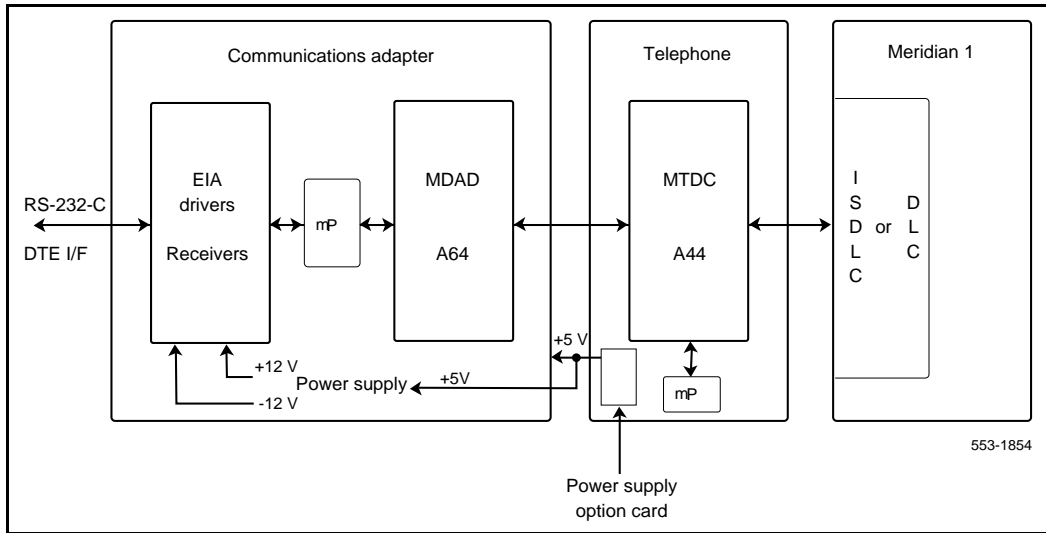 Communications adapter
Telephone
Meridian 1
EIA
drivers
Receivers
mP
MDAD
A64
MTDC
A44
I
S
D
L
C
or
D
L
C
RS-232-C
DTE I/F
+12 V
Power supply
-12 V
+5V
+5 V
mP
553-1854
Power supply
option card